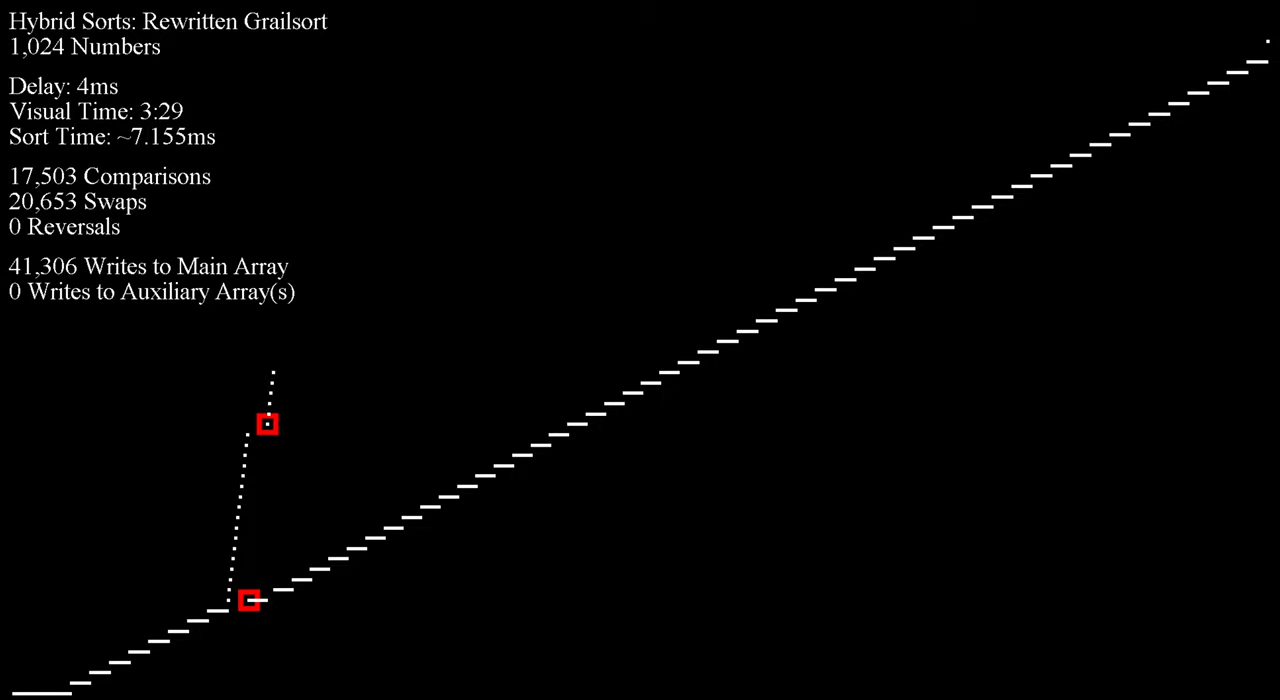 Hybrid Sorts: Rewritten Grailsort
1,024 Numbers
Delay: 4ms
Visual Time: 3:29
Sort Time: ~7.155ms
17,503 Comparisons
20,653 Swaps
0 Reversals
41,306 Writes to Main Array
0 Writes to Auxiliary Array(s)